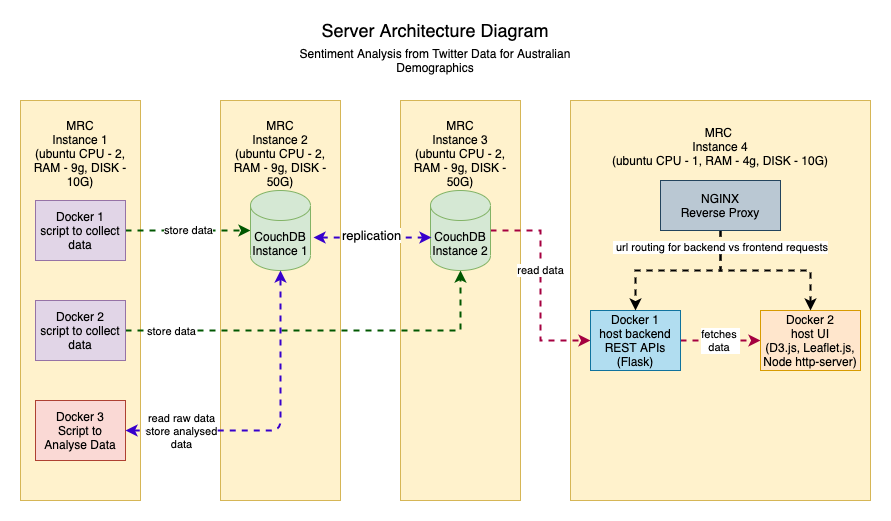 Server Architecture Diagram
Sentiment Analysis from Twitter Data for Australian
Demographics
MRC
Instance 1
(ubuntu CPU - 2,
RAM - 9g, DISK -
10G)
Docker 1
script to collect
data
Docker 2
script to collect
data
Docker 3
Script to
Analyse Data
store data
store data
read raw data
store analysed
data
MRC
Instance 2
(ubuntu CPU - 2,
RAM - 9g, DISK -
50G)
CouchDB
Instance 1
replication
MRC
Instance 3
(ubuntu CPU - 2,
RAM - 9g, DISK -
50G)
CouchDB
Instance 2
read data
MRC
Instance 4
(ubuntu CPU - 1, RAM - 4g, DISK - 10G)
NGINX
Reverse Proxy
url routing for backend vs frontend requests
Docker 1
host backend
REST APIs
(Flask)
fetches
data
Docker 2
host UI
(D3.js, Leaflet.js,
Node http-server)